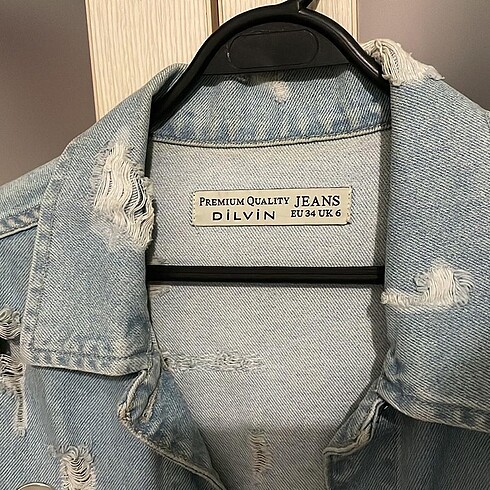 PREMIUM QUALITY JEANS
DİLVİN EU 34 UK 6